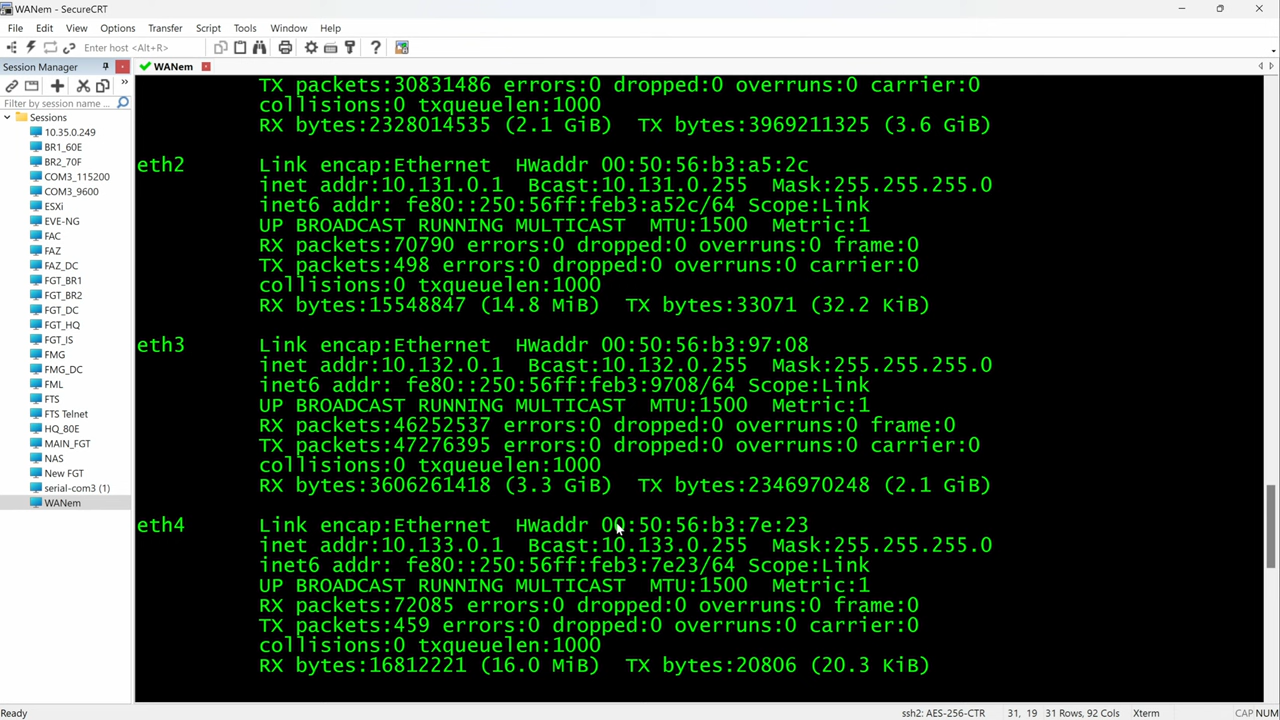 WANem - SecureCRT
File Edit View Options Transfer Script Tools Window Help
Enter host <Alt+R>
Session Manager
WANem
Filter by session name ...
Sessions
10.35.0.249
BR1_60E
BR2_70F
COM3_115200
COM3_9600
ESXi
EVE-NG
FAC
FAZ
FAZ_DC
FGT_BR1
FGT_BR2
FGT_DC
FGT_HQ
FGT_IS
FMG
FMG_DC
FML
FTS
FTS Telnet
HQ_80E
MAIN_FGT
NAS
New FGT
serial-com3 (1)
WANem
TX packets:30831486 errors:0 dropped:0 overruns:0 carrier:0
collisions:0 txqueuelen:1000
RX bytes:2328014535 (2.1 GiB) TX bytes:3969211325 (3.6 GiB)
eth2 Link encap:Ethernet HWaddr 00:50:56:b3:a5:2c
inet addr:10.131.0.1 Bcast:10.131.0.255 Mask:255.255.255.0
inet6 addr: fe80::250:56ff:feb3:a52c/64 Scope:Link
UP BROADCAST RUNNING MULTICAST MTU:1500 Metric:1
RX packets:70790 errors:0 dropped:0 overruns:0 frame:0
TX packets:498 errors:0 dropped:0 overruns:0 carrier:0
collisions:0 txqueuelen:1000
RX bytes:15548847 (14.8 MiB) TX bytes:33071 (32.2 KiB)
eth3 Link encap:Ethernet HWaddr 00:50:56:b3:97:08
inet addr:10.132.0.1 Bcast:10.132.0.255 Mask:255.255.255.0
inet6 addr: fe80::250:56ff:feb3:9708/64 Scope:Link
UP BROADCAST RUNNING MULTICAST MTU:1500 Metric:1
RX packets:46252537 errors:0 dropped:0 overruns:0 frame:0
TX packets:47276395 errors:0 dropped:0 overruns:0 carrier:0
collisions:0 txqueuelen:1000
RX bytes:3606261418 (3.3 GiB) TX bytes:2346970248 (2.1 GiB)
eth4 Link encap:Ethernet HWaddr 00:50:56:b3:7e:23
inet addr:10.133.0.1 Bcast:10.133.0.255 Mask:255.255.255.0
inet6 addr: fe80::250:56ff:feb3:7e23/64 Scope:Link
UP BROADCAST RUNNING MULTICAST MTU:1500 Metric:1
RX packets:72085 errors:0 dropped:0 overruns:0 frame:0
TX packets:459 errors:0 dropped:0 overruns:0 carrier:0
collisions:0 txqueuelen:1000
RX bytes:16812221 (16.0 MiB) TX bytes:20806 (20.3 KiB)
Ready ssh2: AES-256-CTR 31, 19 31 Rows, 92 Cols Xterm CAP NUM